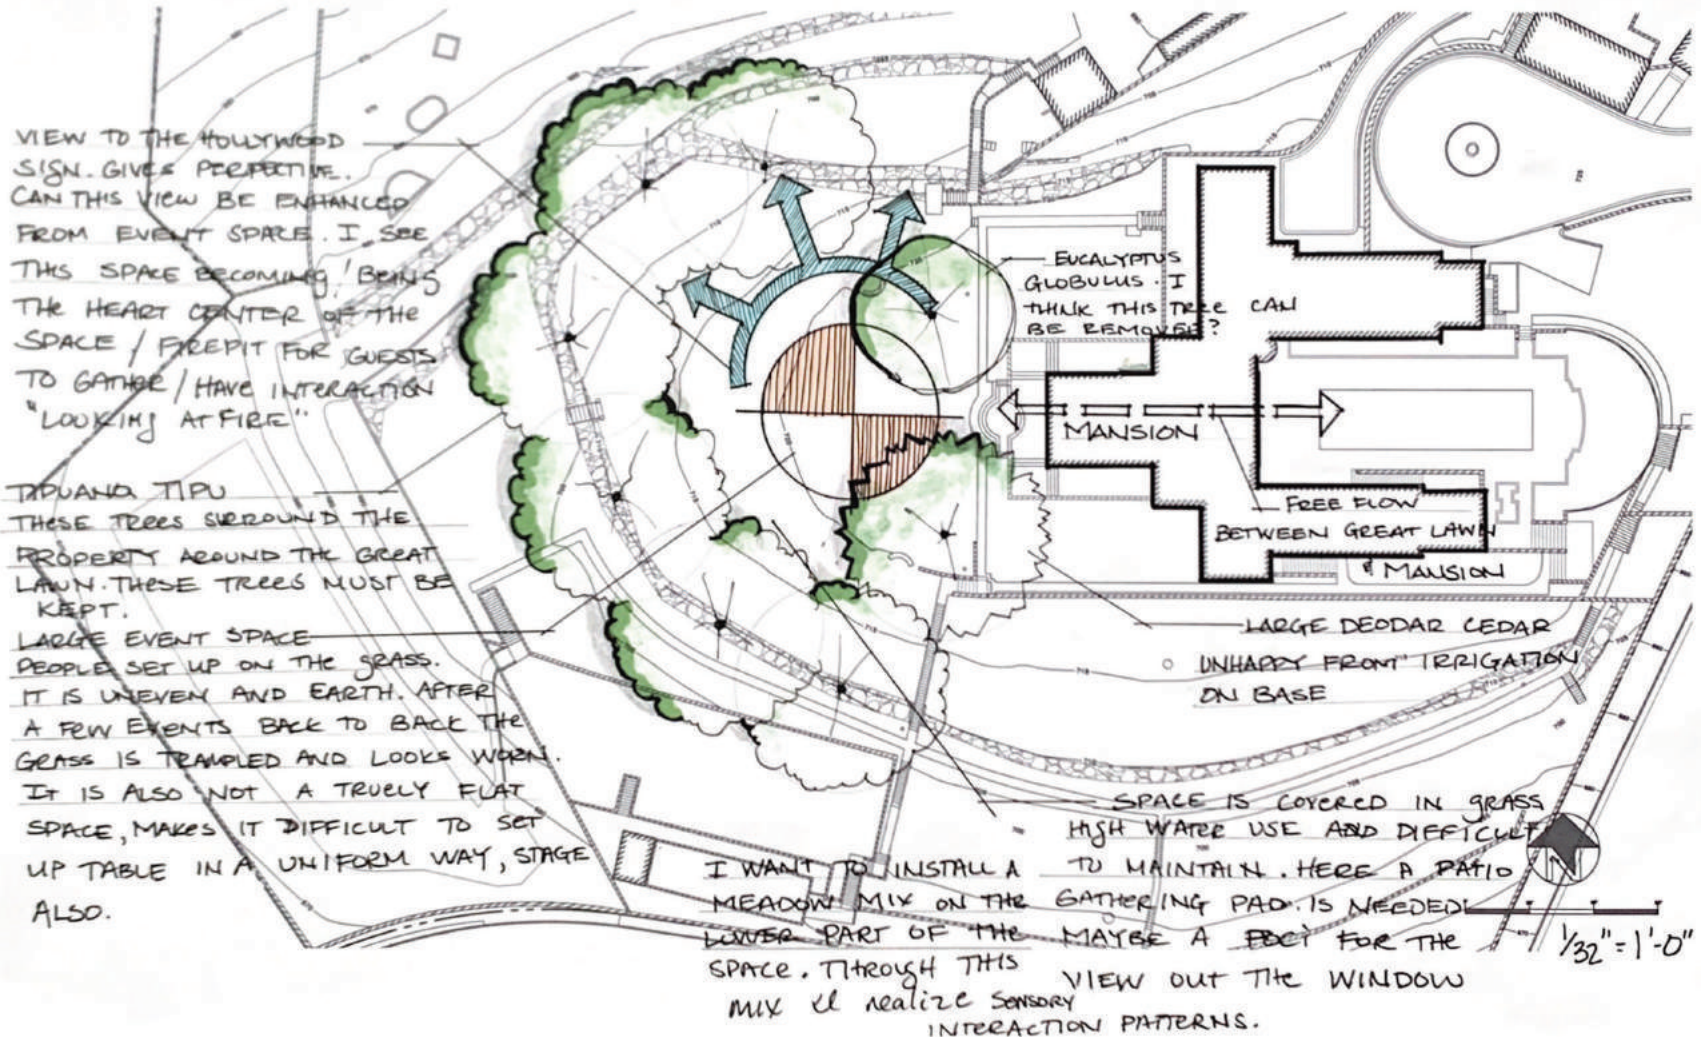 VIEW TO THE HOLLYWOOD
SIGN. GIVES PERPECTIVE.
CAN THIS VIEW BE ENHANCED
FROM EVENT SPACE. I SEE
THIS SPACE BECOMING / BEING
THE HEART CENTER OF THE
SPACE / FIREPIT FOR GUESTS
TO GATHER / HAVE INTERACTION
"LOOKING AT FIRE"
TIPUANA TIPU
THESE TREES SURROUND THE
PROPERTY AROUND THE GREAT
LAWN. THESE TREES MUST BE
KEPT.
LARGE EVENT SPACE
PEOPLE SET UP ON THE GRASS.
IT IS UNEVEN AND EARTH. AFTER
A FEW EVENTS BACK TO BACK THE
GRASS IS TRAMPLED AND LOOKS WORN.
IT IS ALSO NOT A TRUELY FLAT
SPACE, MAKES IT DIFFICULT TO SET
UP TABLE IN A UNIFORM WAY, STAGE
ALSO.
EUCALYPTUS
GLOBULUS. I
THINK THIS TREE CAN
BE REMOVED?
MANSION
FREE FLOW
BETWEEN GREAT LAWN
& MANSION
LARGE DEODAR CEDAR
UNHAPPY FRONT IRRIGATION
ON BASE
SPACE IS COVERED IN GRASS
HIGH WATER USE AND DIFFICULT
TO MAINTAIN. HERE A PATIO
GATHERING PAD. IS NEEDED
MAYBE A FOCI FOR THE
VIEW OUT THE WINDOW
I WANT TO INSTALL A
MEADOW MIX ON THE
LOWER PART OF THE
SPACE. THROUGH THIS
MIX realize SENSORY
INTERACTION PATTERNS.
1/32" = 1'-0"